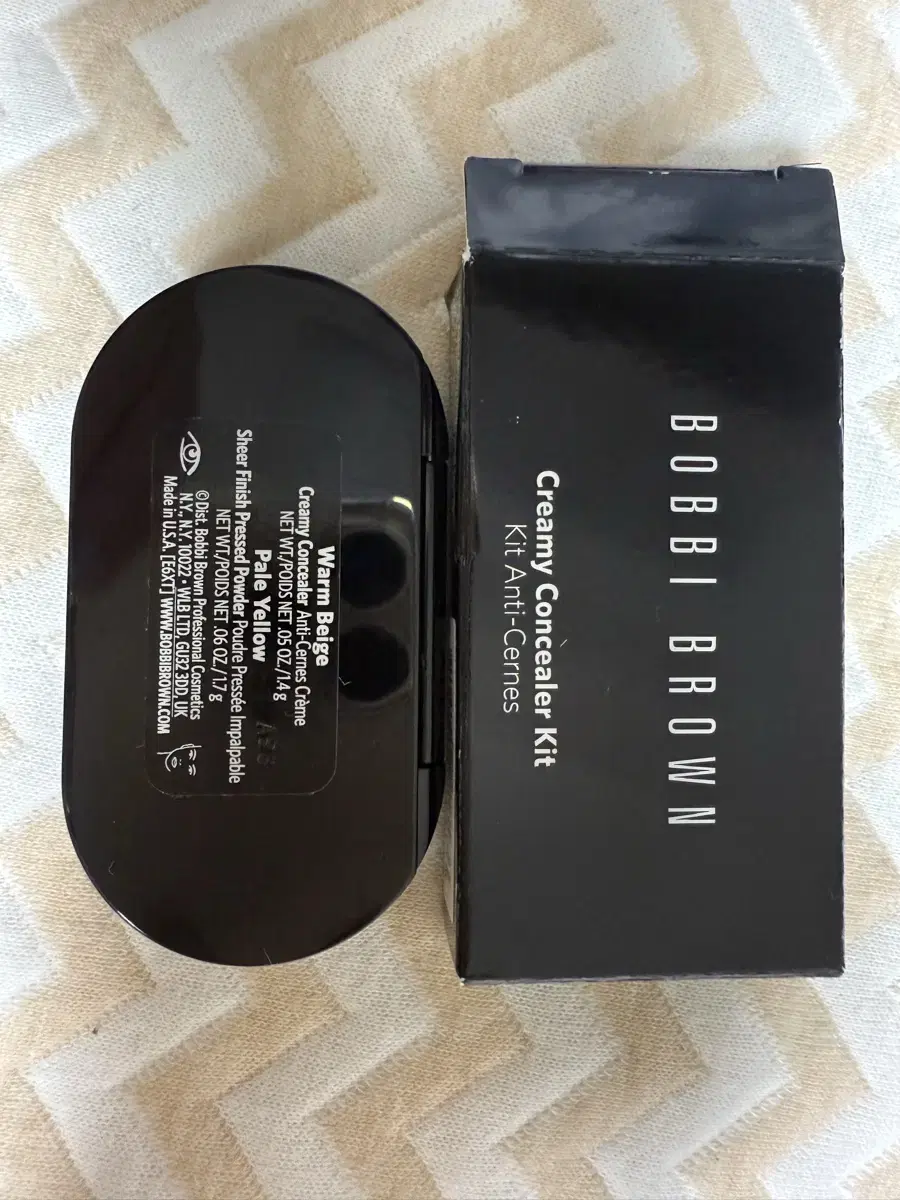 Warm Beige
Creamy Concealer Anti-Cernes Crème
NET WT./POIDS NET .05 OZ./1.4 g
Pale Yellow
Sheer Finish Pressed Powder Poudre Pressée Impalpable
NET WT./POIDS NET .06 OZ./1.7 g
©Dist. Bobbi Brown Professional Cosmetics
N.Y., N.Y. 10022 • WLB LTD, GU32 3DD, UK
Made in U.S.A. [E6XT] WWW.BOBBIBROWN.COM
BOBBI BROWN
Creamy Concealer Kit
Kit Anti-Cernes